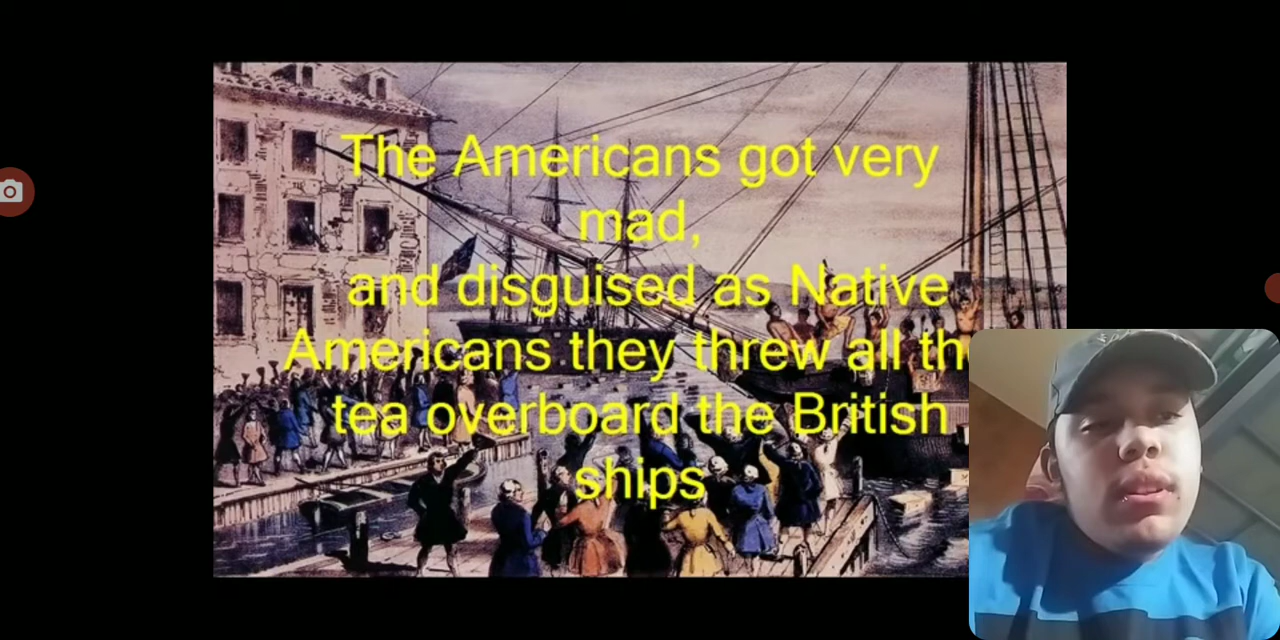 The Americans got very
mad,
and disguised as Native
Americans they threw all the
tea overboard the British
ships